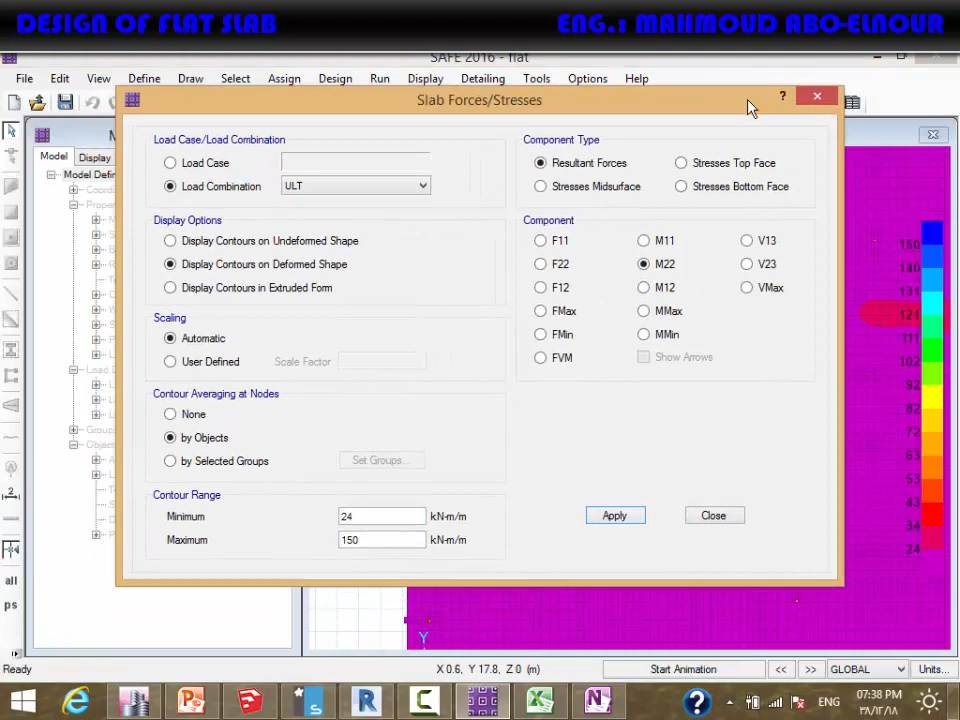 DESIGN OF FLAT SLAB
ENG.: MAHMOUD ABO-ELNOUR
SAFE 2016 - flat
File Edit View Define Draw Select Assign Design Run Display Detailing Tools Options Help
Slab Forces/Stresses
?
Model Display
Model Defin
Load Case/Load Combination
Load Case
Load Combination ULT
Component Type
Resultant Forces Stresses Top Face
Stresses Midsurface Stresses Bottom Face
Display Options
Display Contours on Undeformed Shape
Display Contours on Deformed Shape
Display Contours in Extruded Form
Component
F11 M11 V13
F22 M22 V23
F12 M12 VMax
FMax MMax
FMin MMin
FVM Show Arrows
Scaling
Automatic
User Defined Scale Factor
Contour Averaging at Nodes
None
by Objects
by Selected Groups Set Groups...
Contour Range
Minimum 24 kN-m/m
Maximum 150 kN-m/m
Apply Close
150
140
131
121
111
102
92
82
72
63
53
43
34
24
all
ps
Y
Ready X 0.6, Y 17.8, Z 0 (m) Start Animation << >> GLOBAL Units...
ENG 07:38 PM
٣٨/١٢/١٨